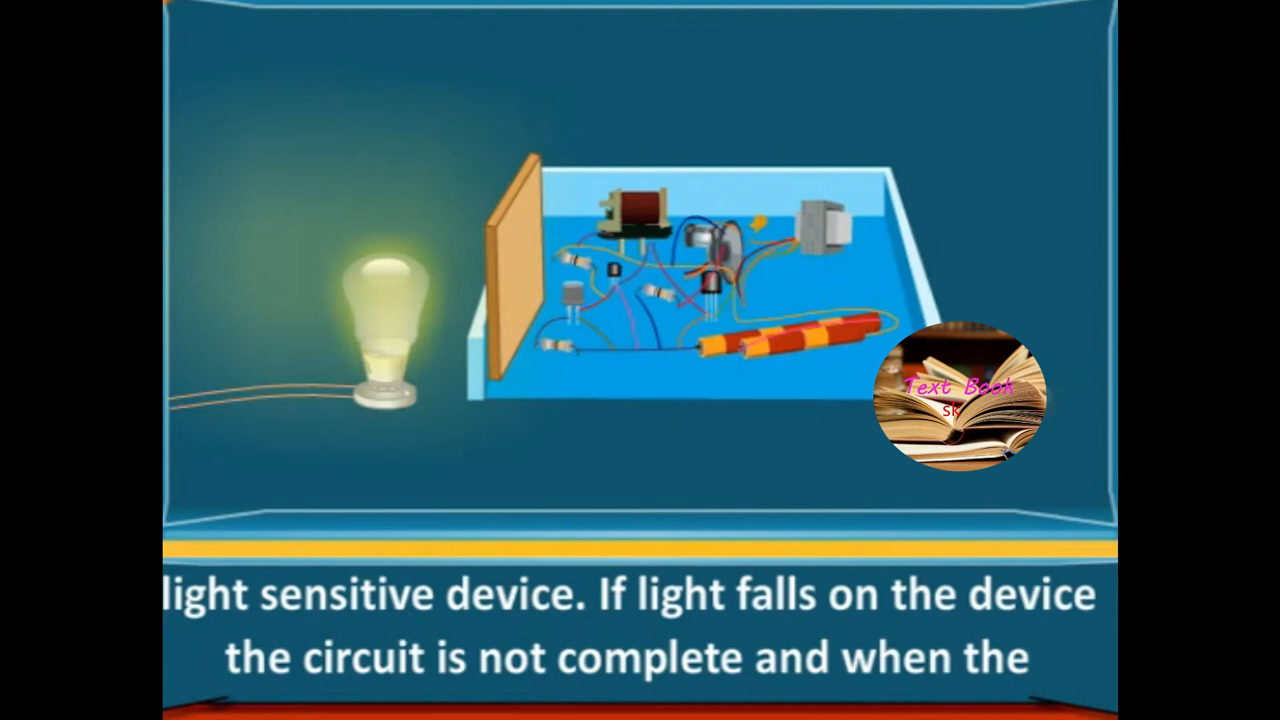 Text Book
sk
light sensitive device. If light falls on the device
the circuit is not complete and when the